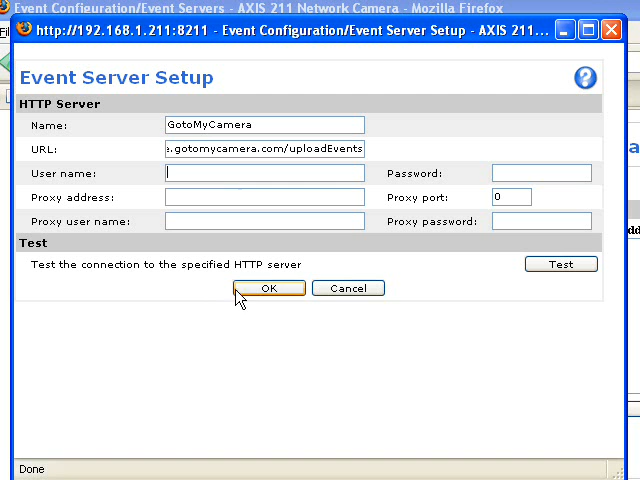 Event Configuration/Event Servers - AXIS 211 Network Camera - Mozilla Firefox
http://192.168.1.211:8211 - Event Configuration/Event Server Setup - AXIS 211...
Event Server Setup
HTTP Server
Name: GotoMyCamera
URL: e.gotomycamera.com/uploadEvents
User name: Password:
Proxy address: Proxy port: 0
Proxy user name: Proxy password:
Test
Test the connection to the specified HTTP server Test
OK Cancel
Done